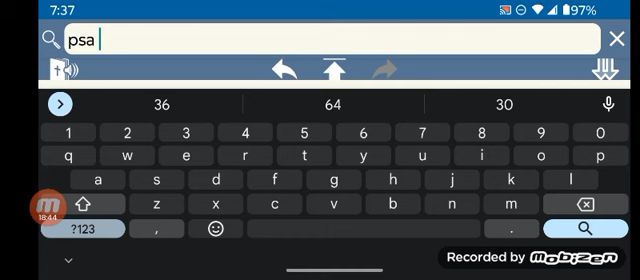 7:37 97%
psa
36 64 30
1 2 3 4 5 6 7 8 9 0
q w e r t y u i o p
a s d f g h j k l
z x c v b n m
18:44
?123 , .
Recorded by MOBIZEN